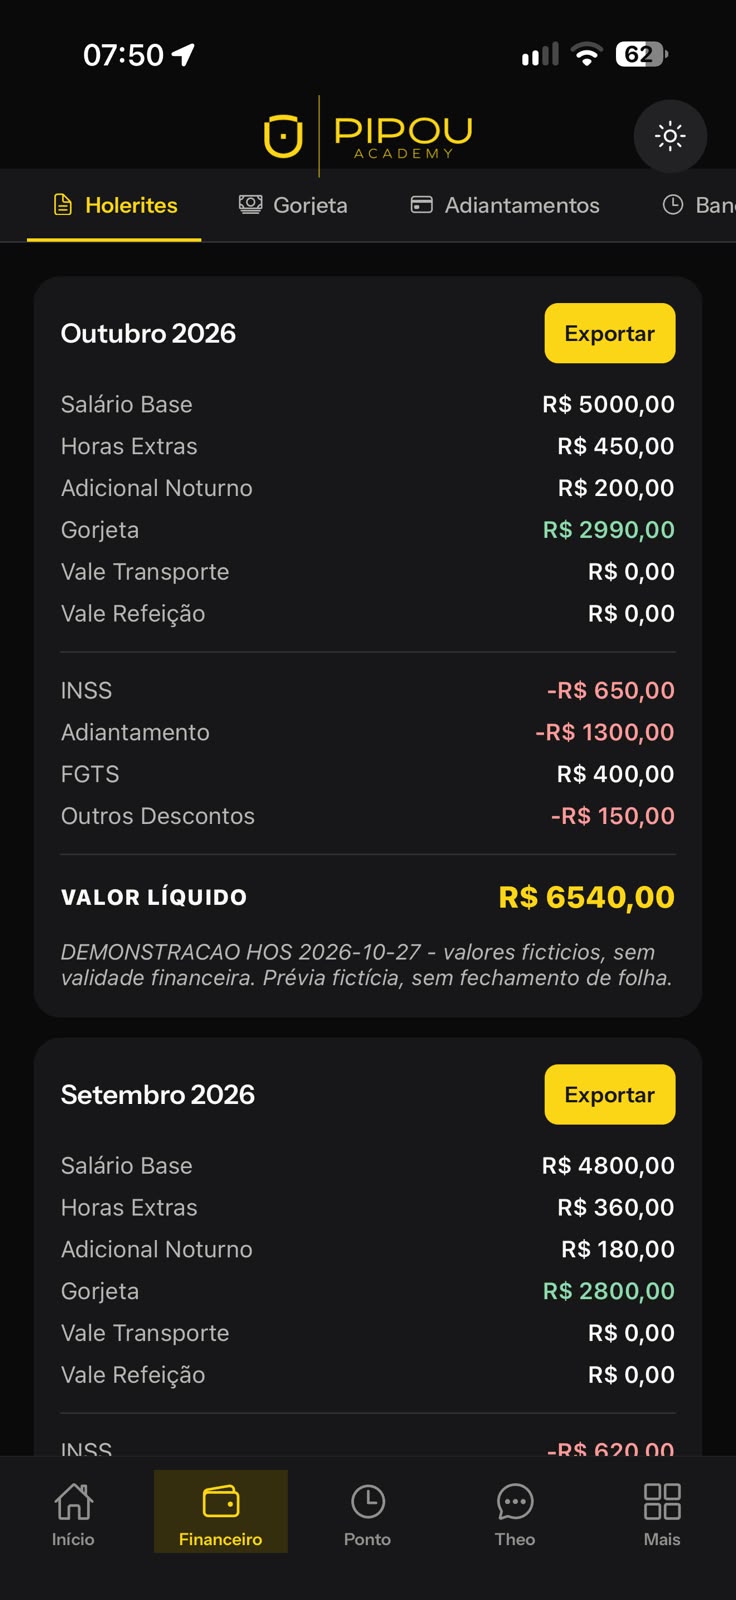 07:50
62
PIPOU
ACADEMY
Holerites
Gorjeta
Adiantamentos
Outubro 2026
Exportar
Salário Base R$ 5000,00
Horas Extras R$ 450,00
Adicional Noturno R$ 200,00
Gorjeta R$ 2990,00
Vale Transporte R$ 0,00
Vale Refeição R$ 0,00
INSS -R$ 650,00
Adiantamento -R$ 1300,00
FGTS R$ 400,00
Outros Descontos -R$ 150,00
VALOR LÍQUIDO R$ 6540,00
DEMONSTRACAO HOS 2026-10-27 - valores ficticios, sem
validade financeira. Prévia fictícia, sem fechamento de folha.
Setembro 2026
Exportar
Salário Base R$ 4800,00
Horas Extras R$ 360,00
Adicional Noturno R$ 180,00
Gorjeta R$ 2800,00
Vale Transporte R$ 0,00
Vale Refeição R$ 0,00
INSS -R$ 620,00
Início
Financeiro
Ponto
Theo
Mais